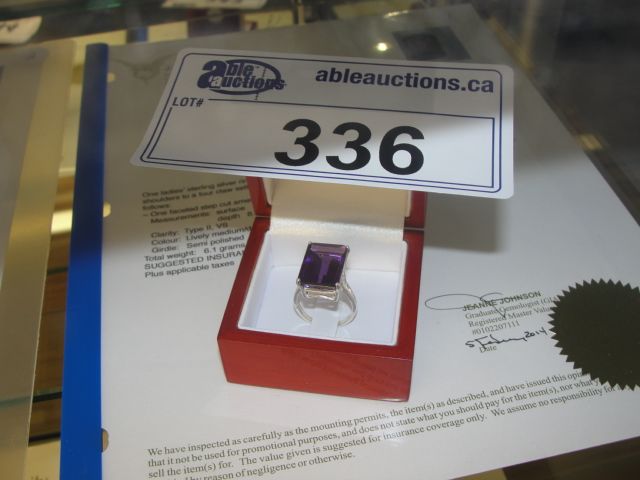 able
auctions
ableauctions.ca
LOT#
336
One ladies' sterling silver
shoulders to a four claw
follows:
- One faceted step cut
Measurements: surface
depth
Clarity: Type II, VS
Colour: Lively
Girdle: Semi polished
Total weight: 6.1 grams
SUGGESTED
Plus applicable taxes
JEANNE JOHNSON
Graduate Gemologist
Registered Master
#0102207111
5 February 2014
Date
We have inspected as carefully as the mounting permits, the item(s) as described, and have issued this
that it not be used for promotional purposes, and does not state what you should pay for the item(s), nor what
sell the item(s) for. The value given is suggested for insurance coverage only. We assume no responsibility for
by reason of negligence or otherwise.